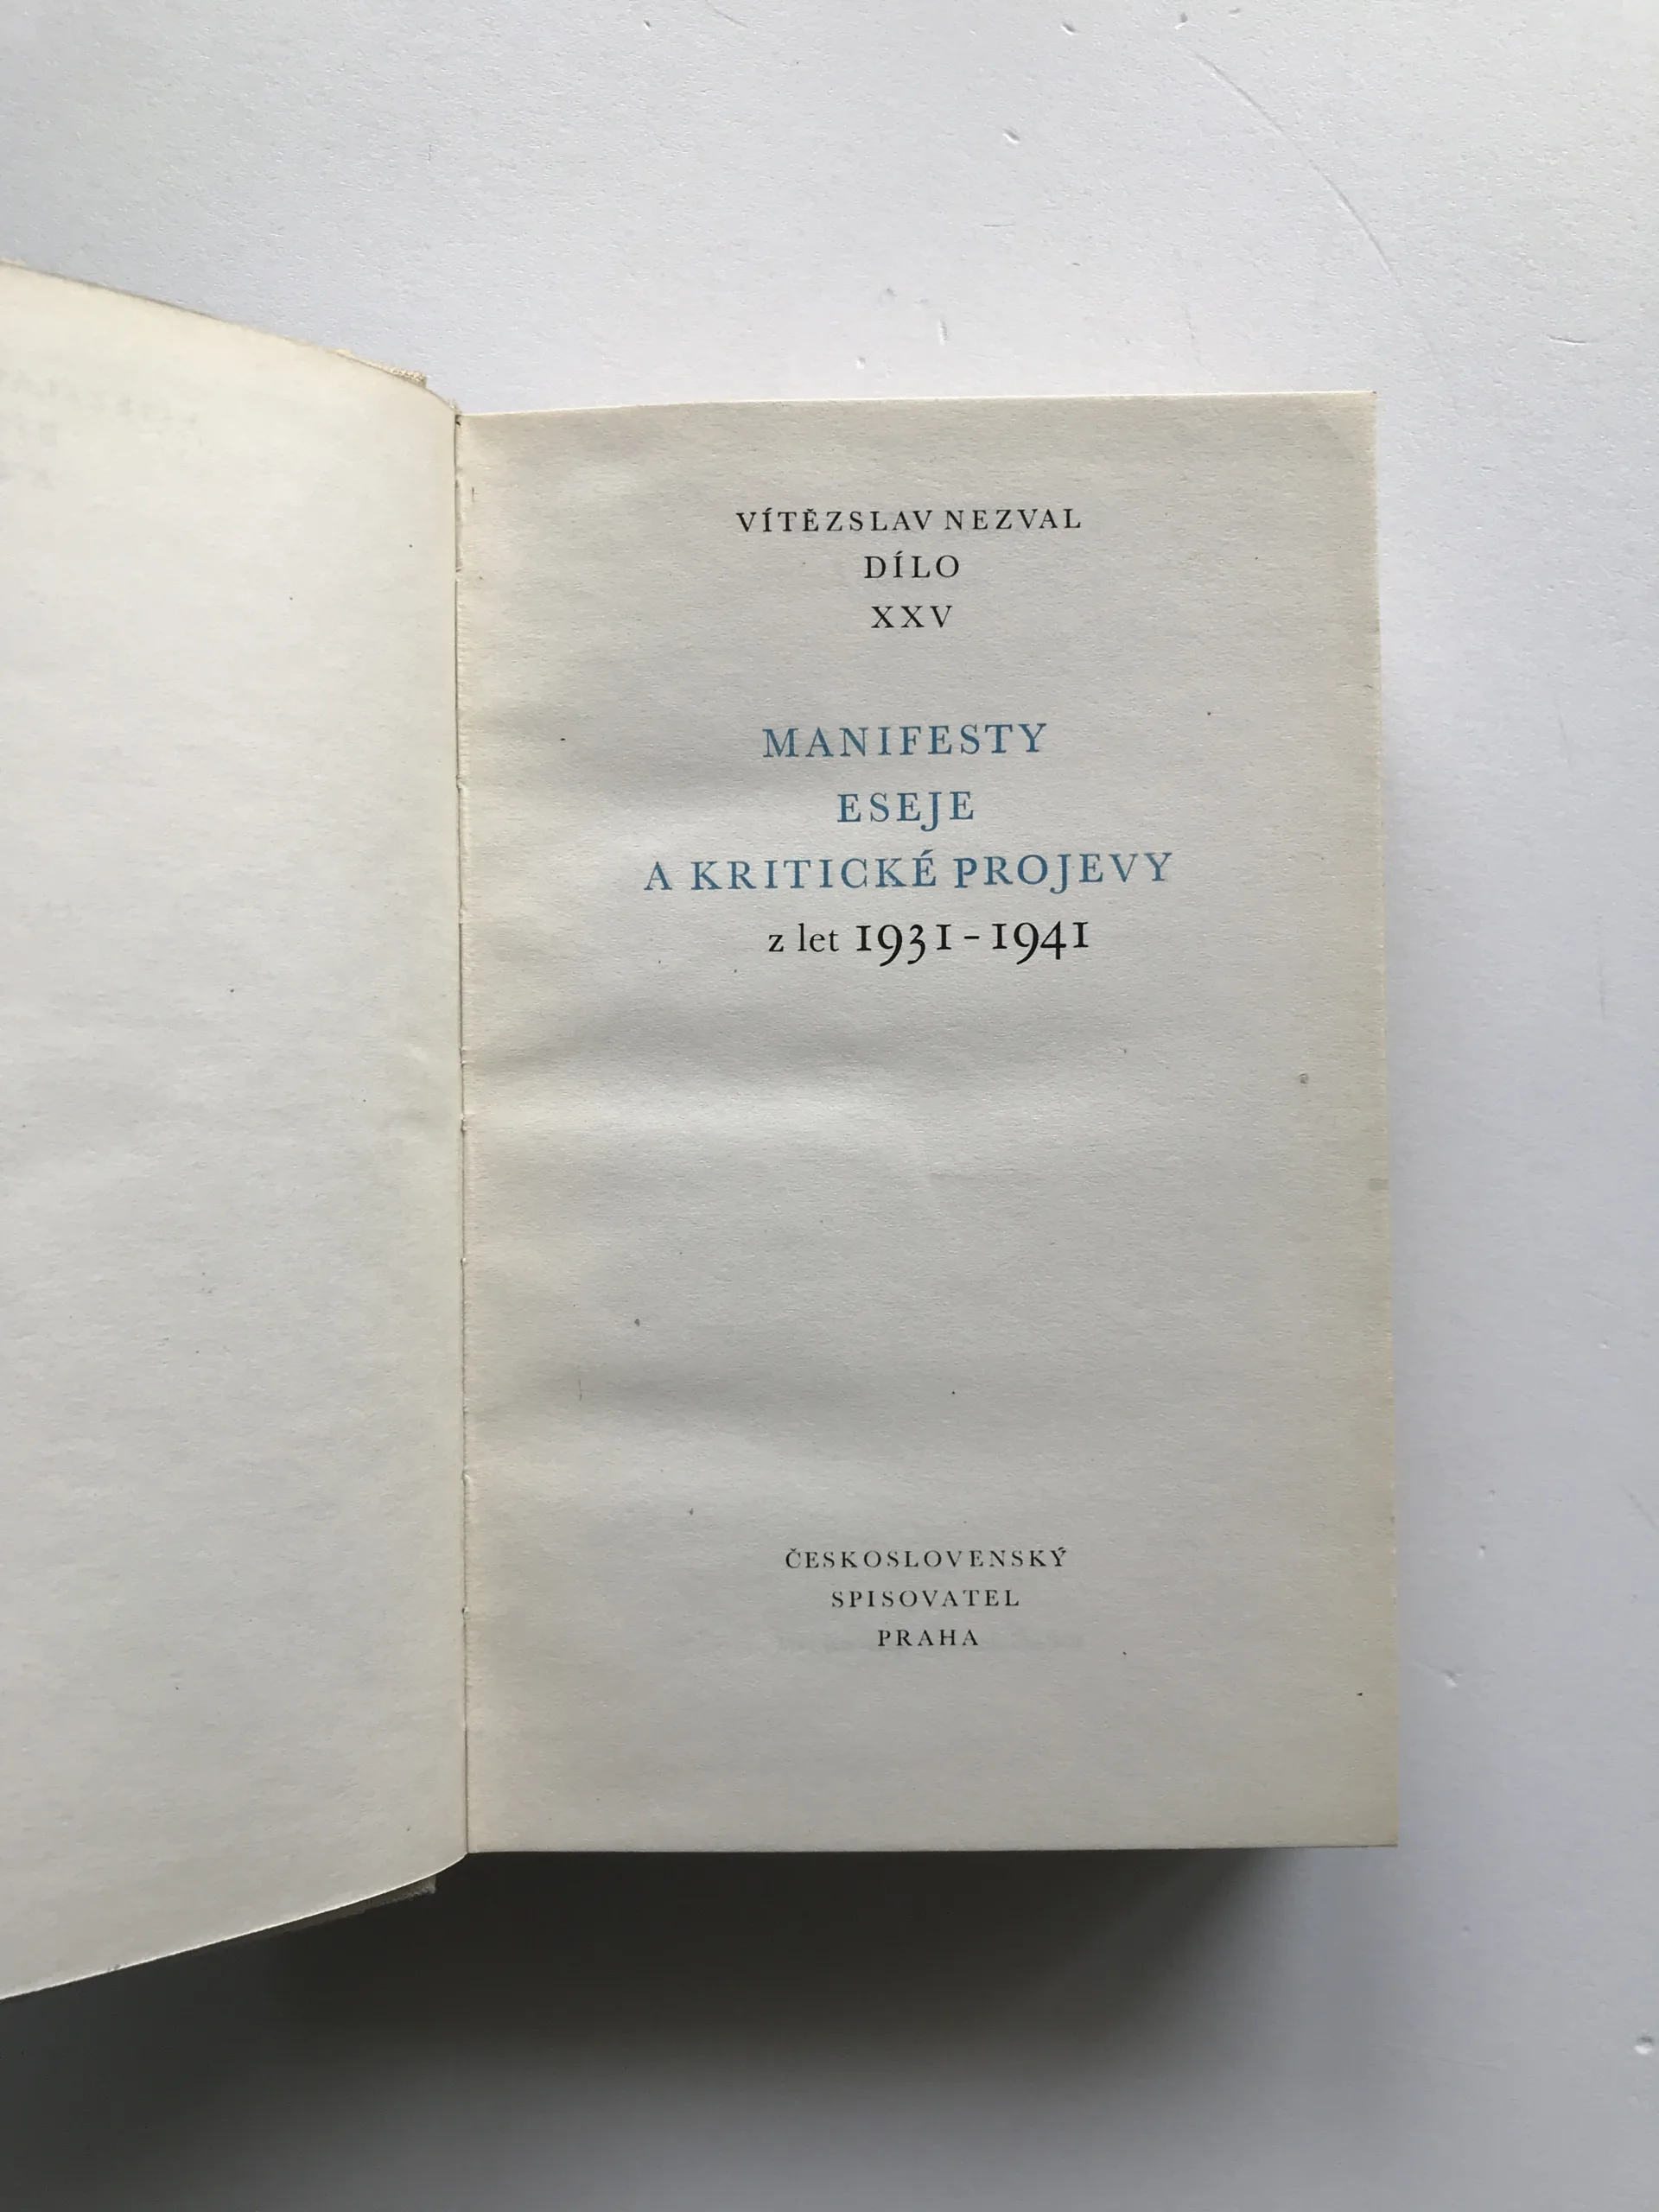 VÍTĚZSLAV NEZVAL
DÍLO
XXV
MANIFESTY
ESEJE
A KRITICKÉ PROJEVY
z let 1931-1941
ČESKOSLOVENSKÝ
SPISOVATEL
PRAHA